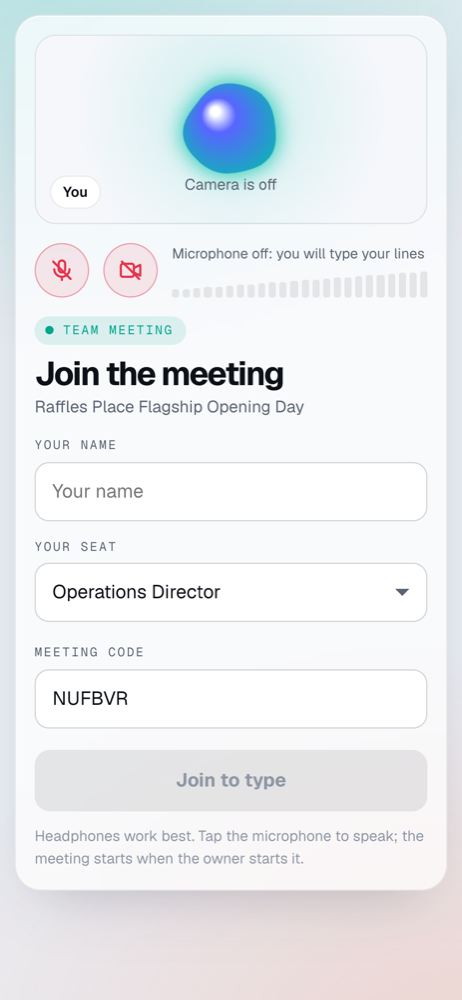 Camera is off
You
Microphone off: you will type your lines
TEAM MEETING
Join the meeting
Raffles Place Flagship Opening Day
YOUR NAME
Your name
YOUR SEAT
Operations Director
MEETING CODE
NUFBVR
Join to type
Headphones work best. Tap the microphone to speak; the
meeting starts when the owner starts it.